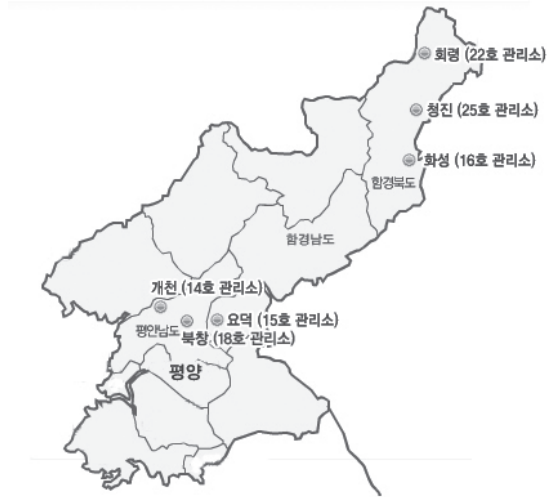 회령 (22호 관리소)
청진 (25호 관리소)
화성 (16호 관리소)
함경북도
함경남도
개천 (14호 관리소)
요덕 (15호 관리소)
평안남도
북창 (18호 관리소)
평양